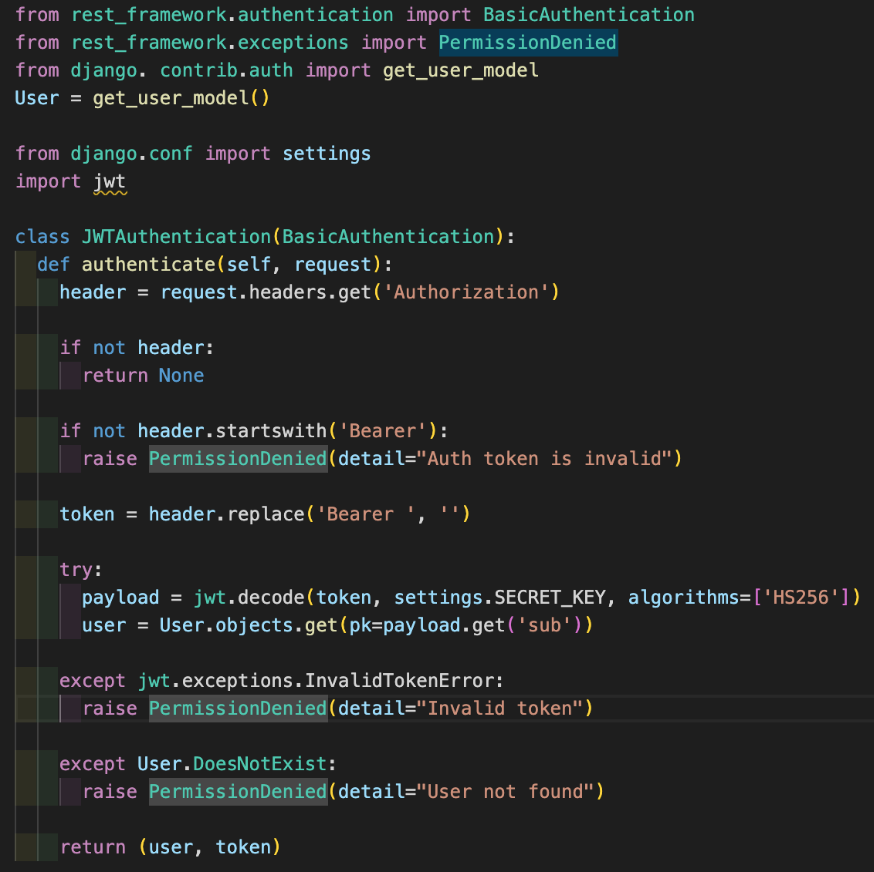 from rest_framework.authentication import BasicAuthentication
from rest_framework.exceptions import PermissionDenied
from django. contrib.auth import get_user_model
User = get_user_model()
from django.conf import settings
import jwt
class JWTAuthentication(BasicAuthentication):
def authenticate(self, request):
header = request.headers.get('Authorization')
if not header:
return None
if not header.startswith('Bearer'):
raise PermissionDenied(detail="Auth token is invalid")
token = header.replace('Bearer ', '')
try:
payload = jwt.decode(token, settings.SECRET_KEY, algorithms=['HS256'])
user = User.objects.get(pk=payload.get('sub'))
except jwt.exceptions.InvalidTokenError:
raise PermissionDenied(detail="Invalid token")
except User.DoesNotExist:
raise PermissionDenied(detail="User not found")
return (user, token)